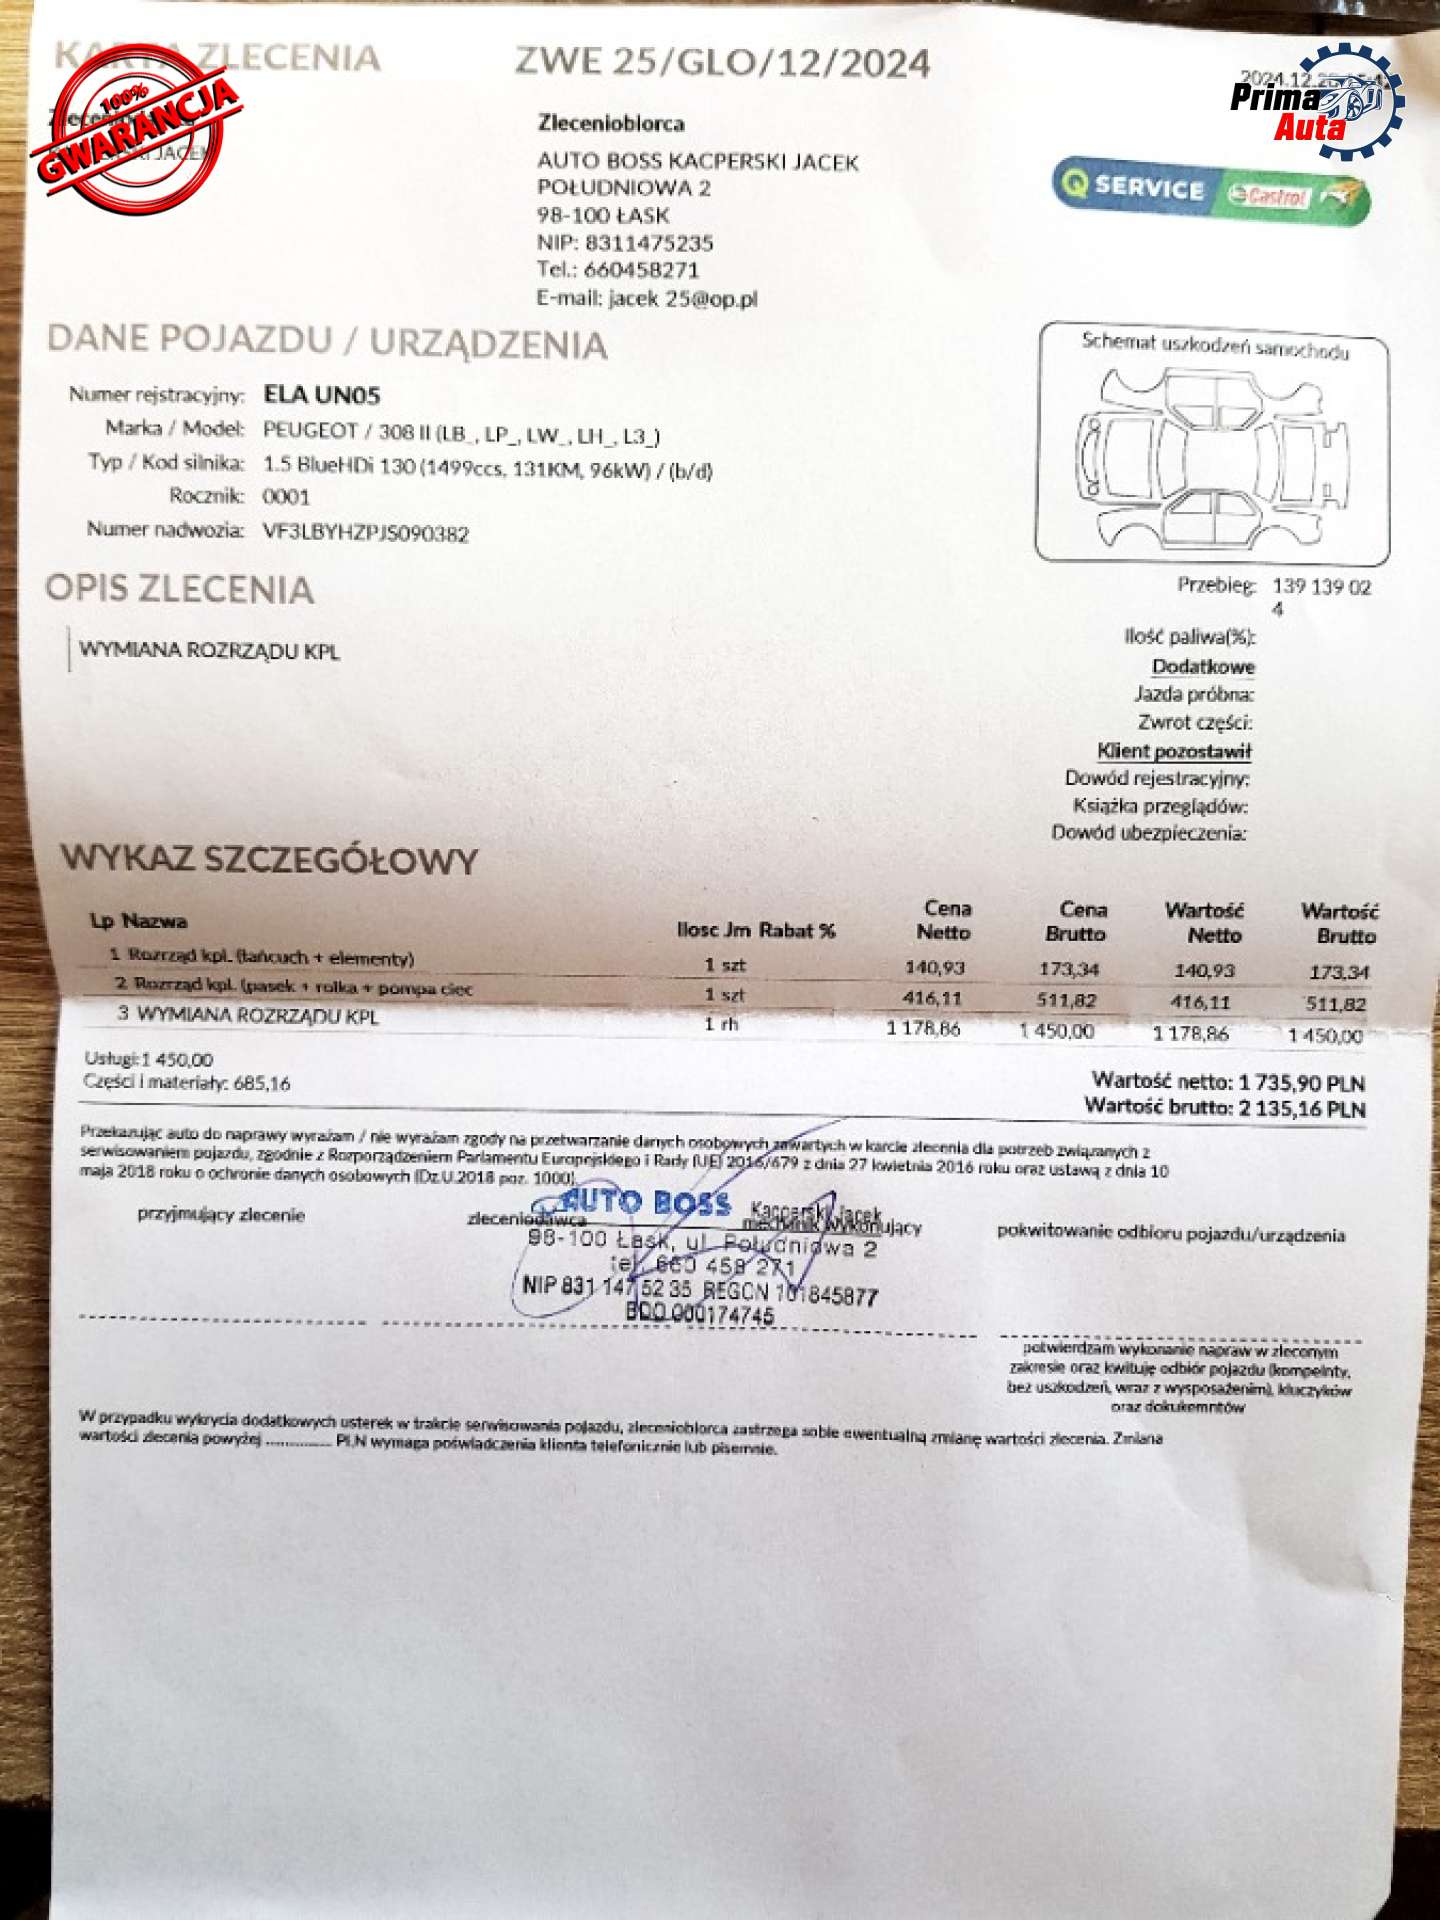 KARTA ZLECENIA
ZWE 25/GLO/12/2024
2024.12.
100%
GWARANCJA
Prima
Auta
JACEK
Zleceniobiorca
AUTO BOSS KACPERSKI JACEK
POŁUDNIOWA 2
98-100 ŁASK
NIP: 8311475235
Tel.: 660458271
E-mail: jacek 25@op.pl
Q SERVICE Castrol
DANE POJAZDU / URZĄDZENIA
Numer rejstracyjny: ELA UN05
Marka / Model: PEUGEOT / 308 II (LB_, LP_, LW_, LH_, L3_)
Typ / Kod silnika: 1.5 BlueHDi 130 (1499ccs, 131KM, 96kW) / (b/d)
Rocznik: 0001
Numer nadwozia: VF3LBYHZPJS090382
Schemat uszkodzeń samochodu
OPIS ZLECENIA
WYMIANA ROZRZĄDU KPL
Przebieg: 139 139 02
4
Ilość paliwa(%):
Dodatkowe
Jazda próbna:
Zwrot części:
Klient pozostawił
Dowód rejestracyjny:
Książka przeglądów:
Dowód ubezpieczenia:
WYKAZ SZCZEGÓŁOWY
Lp Nazwa Ilosc Jm Rabat % Cena Netto Cena Brutto Wartość Netto Wartość Brutto
1 Rozrząd kpl. (łańcuch + elementy) 1 szt 140,93 173,34 140,93 173,34
2 Rozrząd kpl. (pasek + rolka + pompa ciec 1 szt 416,11 511,82 416,11 511,82
3 WYMIANA ROZRZĄDU KPL 1 rh 1 178,86 1 450,00 1 178,86 1 450,00
Usługi:1 450,00
Części i materiały: 685,16
Wartość netto: 1 735,90 PLN
Wartość brutto: 2 135,16 PLN
Przekazując auto do naprawy wyrażam / nie wyrażam zgody na przetwarzanie danych osobowych zawartych w karcie zlecenia dla potrzeb związanych z
serwisowaniem pojazdu, zgodnie z Rozporządzeniem Parlamentu Europejskiego i Rady (UE) 2016/679 z dnia 27 kwietnia 2016 roku oraz ustawą z dnia 10
maja 2018 roku o ochronie danych osobowych (Dz.U.2018 poz. 1000).
przyjmujący zlecenie
zleceniodawca
mechanik wykonujący
pokwitowanie odbioru pojazdu/urządzenia
AUTO BOSS Kacperski Jacek
98-100 Łask, ul. Południowa 2
tel. 660 458 271
NIP 831 147 52 35 REGON 101845877
BDO 000174745
potwierdzam wykonanie napraw w zleconym
zakresie oraz kwituję odbiór pojazdu (kompelnty,
bez uszkodzeń, wraz z wysposażenim), kluczyków
oraz dokukemntów
W przypadku wykrycia dodatkowych usterek w trakcie serwisowania pojazdu, zleceniobiorca zastrzega sobie ewentualną zmianę wartości zlecenia. Zmiana
wartości zlecenia powyżej ............... PLN wymaga poświadczenia klienta telefonicznie lub pisemnie.